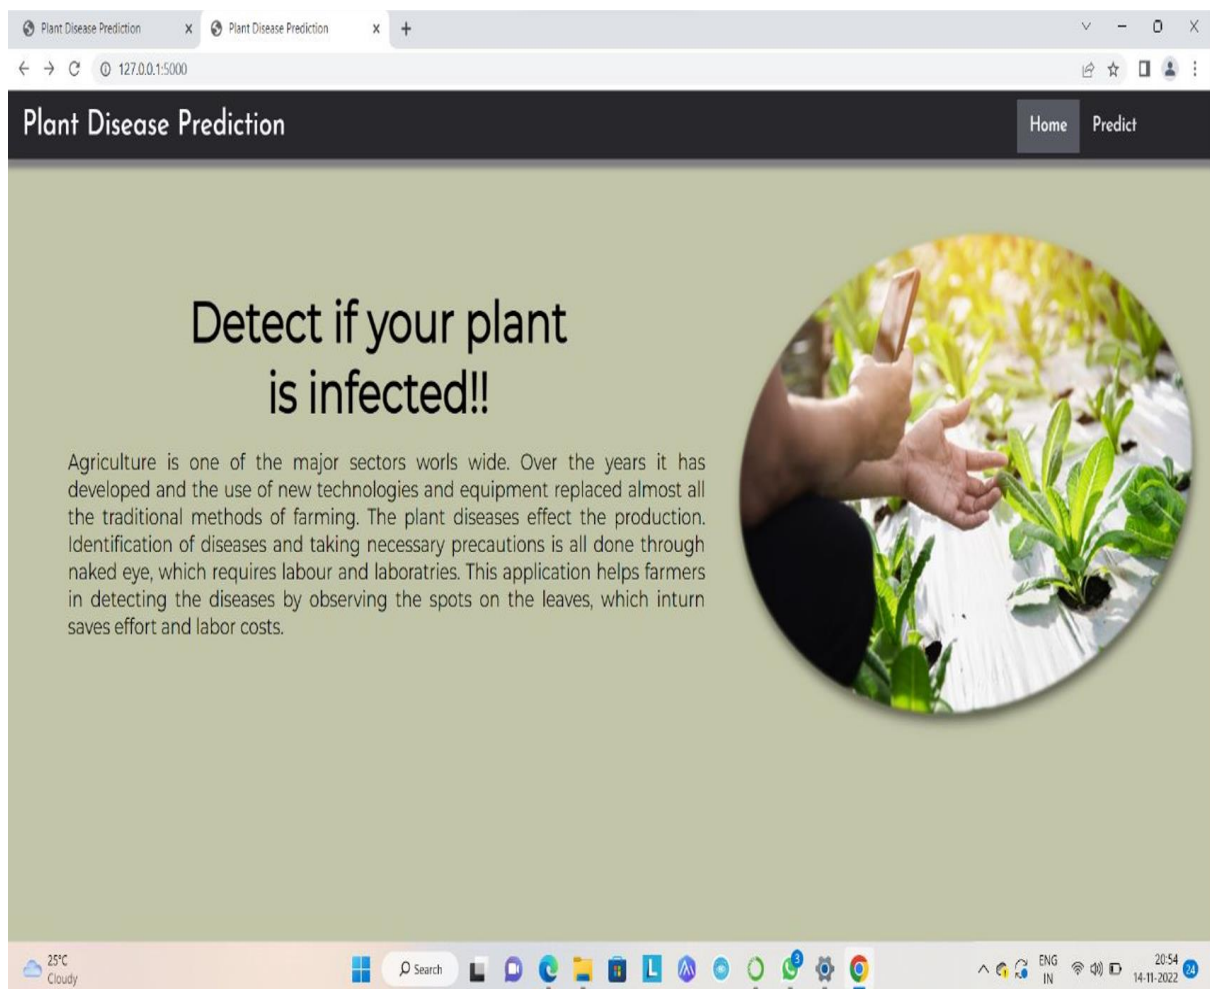 Plant Disease Prediction X Plant Disease Prediction X
127.0.0.1:5000
Plant Disease Prediction Home Predict
Detect if your plant
is infected!!
Agriculture is one of the major sectors worls wide. Over the years it has
developed and the use of new technologies and equipment replaced almost all
the traditional methods of farming. The plant diseases effect the production.
Identification of diseases and taking necessary precautions is all done through
naked eye, which requires labour and laboratries. This application helps farmers
in detecting the diseases by observing the spots on the leaves, which inturn
saves effort and labor costs.
25°C
Cloudy
Search
L
3
ENG
IN
20:54
14-11-2022
24